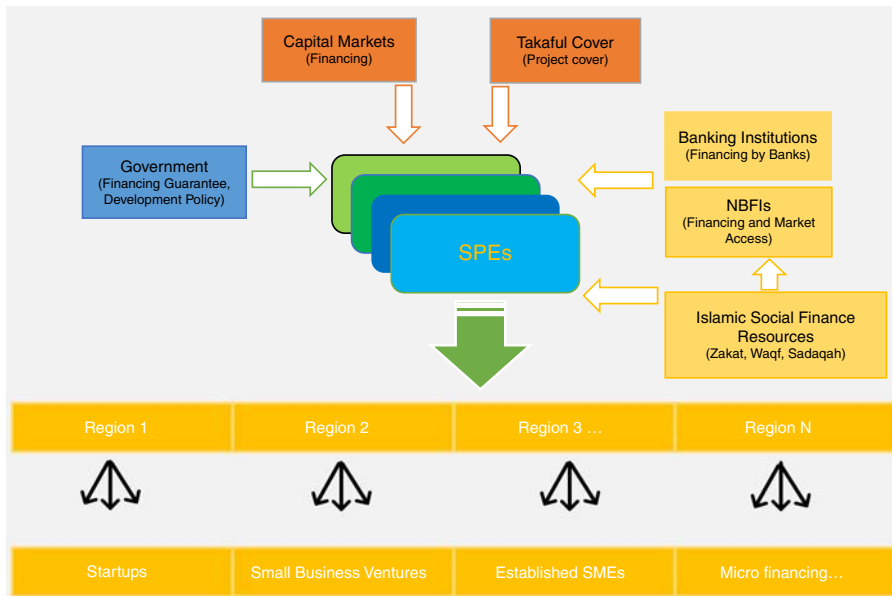 Capital Markets
(Financing)
Takaful Cover
(Project cover)
Government
(Financing Guarantee,
Development Policy)
Banking Institutions
(Financing by Banks)
NBFIs
(Financing and Market
Access)
SPEs
Islamic Social Finance
Resources
(Zakat, Waqf, Sadaqah)
Region 1
Region 2
Region 3 ...
Region N
Startups
Small Business Ventures
Established SMEs
Micro financing...